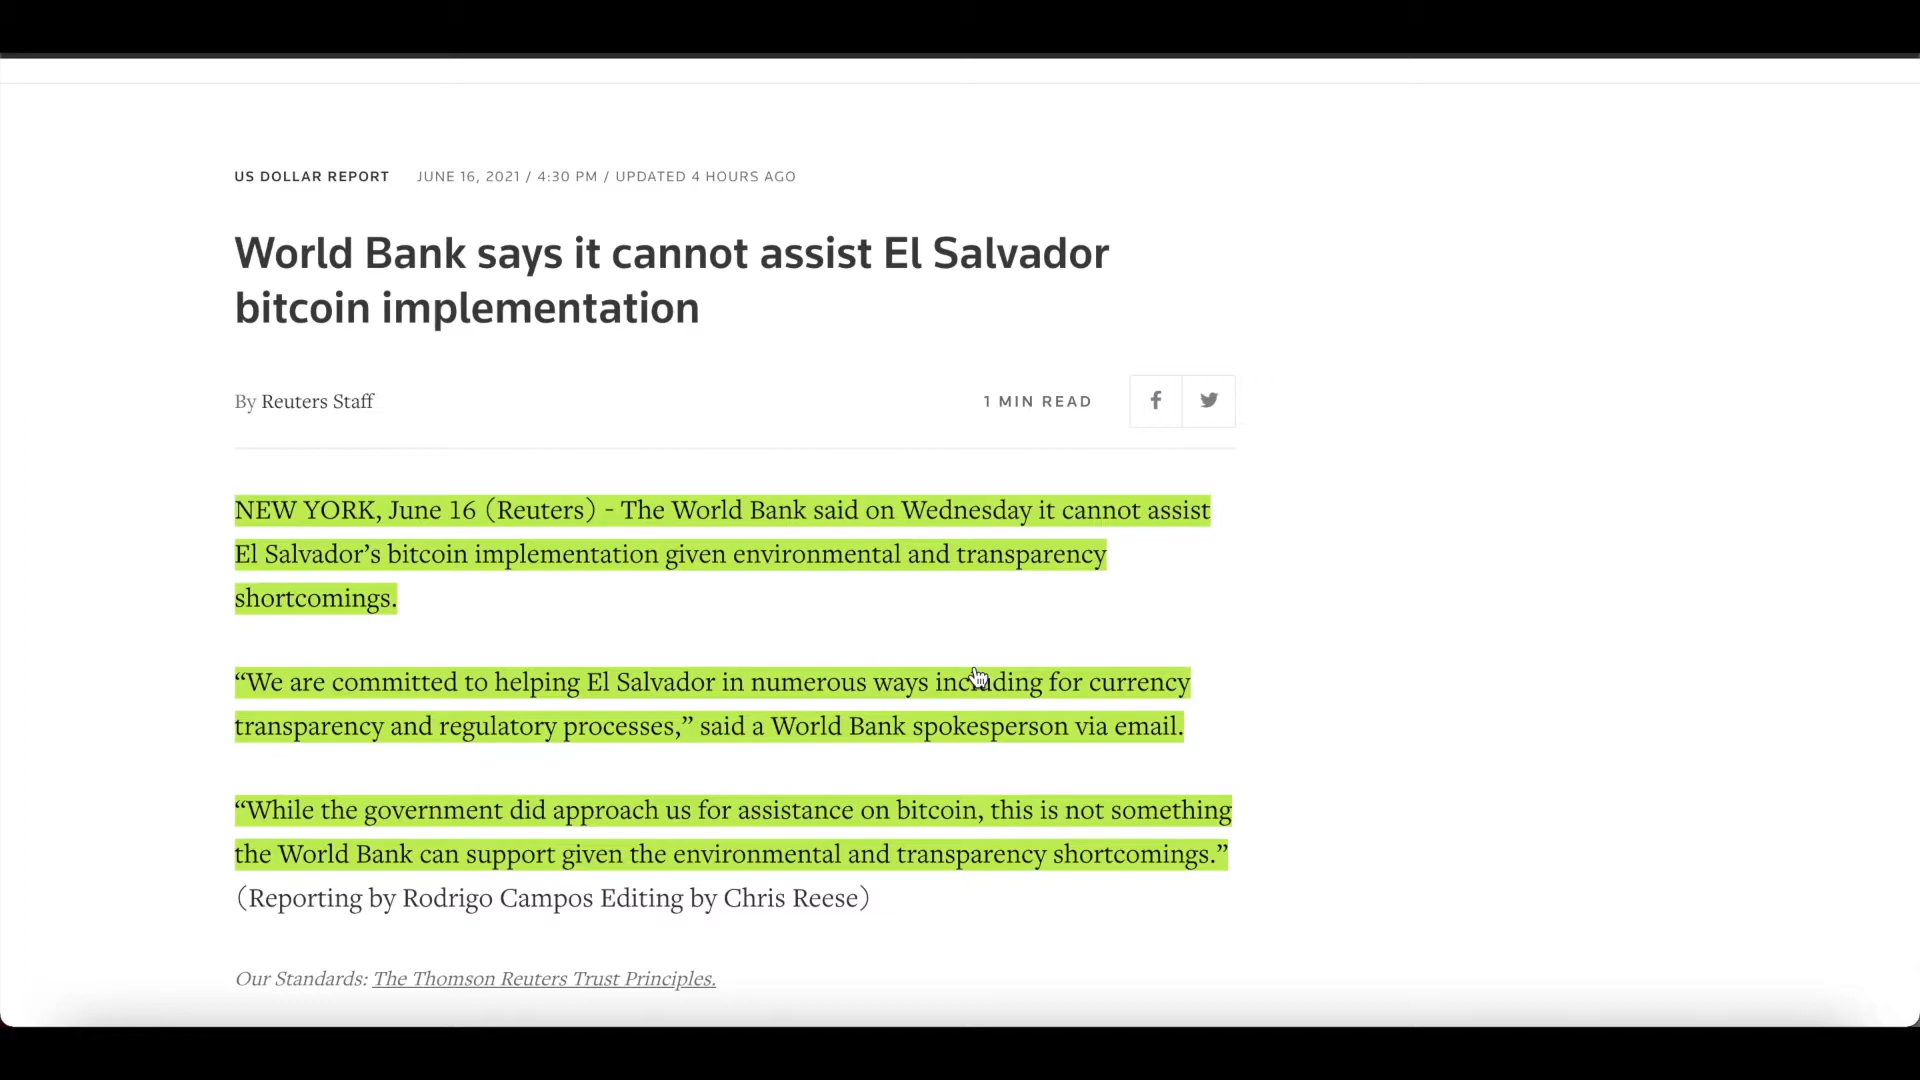 US DOLLAR REPORT JUNE 16, 2021 / 4:30 PM / UPDATED 4 HOURS AGO
World Bank says it cannot assist El Salvador
bitcoin implementation
By Reuters Staff
1 MIN READ
NEW YORK, June 16 (Reuters) - The World Bank said on Wednesday it cannot assist
El Salvador’s bitcoin implementation given environmental and transparency
shortcomings.
“We are committed to helping El Salvador in numerous ways including for currency
transparency and regulatory processes,” said a World Bank spokesperson via email.
“While the government did approach us for assistance on bitcoin, this is not something
the World Bank can support given the environmental and transparency shortcomings.”
(Reporting by Rodrigo Campos Editing by Chris Reese)
Our Standards: The Thomson Reuters Trust Principles.